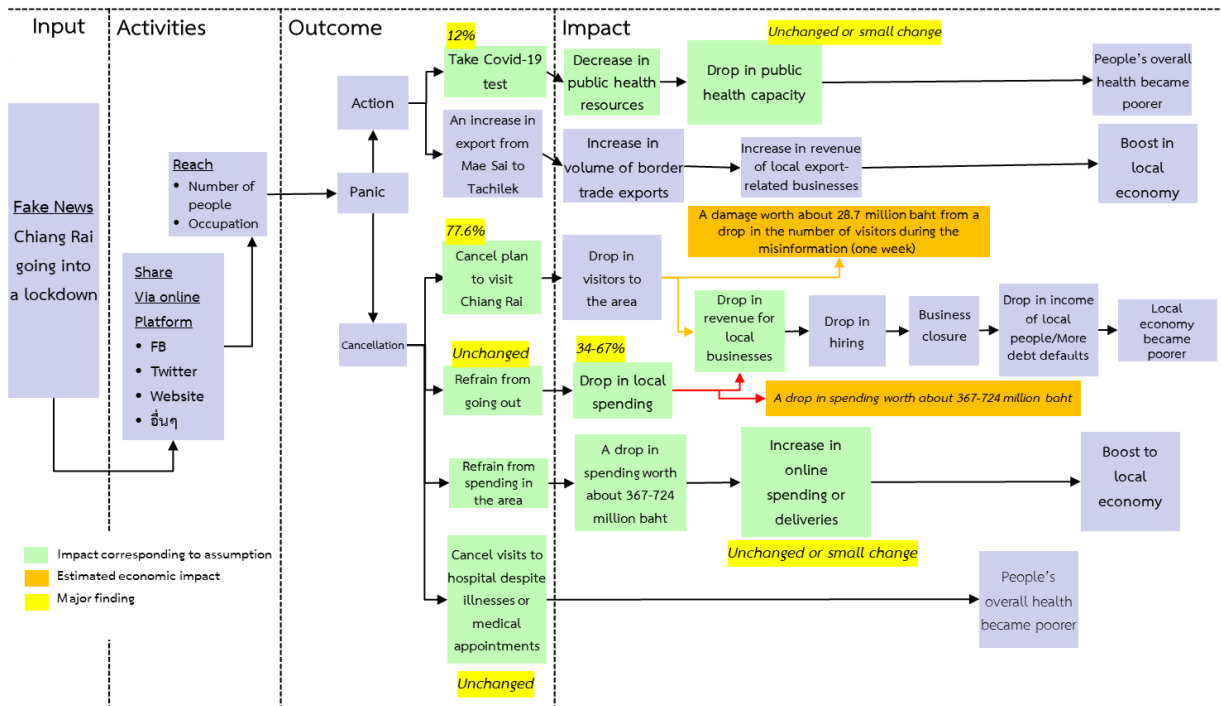 Input
Activities
Outcome
Impact
Fake News
Chiang Rai
going into
a lockdown
Reach
• Number of
people
• Occupation
Share
Via online
Platform
• FB
• Twitter
• Website
• อื่นๆ
Panic
Action
Cancellation
12%
Take Covid-19
test
Decrease in
public health
resources
Unchanged or small change
Drop in public
health capacity
People's overall
health became
poorer
An increase in
export from
Mae Sai to
Tachilek
Increase in
volume of border
trade exports
Increase in revenue
of local export-
related businesses
Boost in
local
economy
77.6%
Cancel plan
to visit
Chiang Rai
Drop in
visitors to
the area
A damage worth about 28.7 million baht from a
drop in the number of visitors during the
misinformation (one week)
Drop in
revenue for
local
businesses
Drop in
hiring
Business
closure
Drop in income
of local
people/More
debt defaults
Local
economy
became
poorer
Unchanged
Refrain from
going out
34-67%
Drop in local
spending
A drop in spending worth about 367-724 million baht
Refrain from
spending in
the area
A drop in
spending worth
about 367-724
million baht
Increase in
online
spending or
deliveries
Unchanged or small change
Boost to
local
economy
Cancel visits to
hospital despite
illnesses or
medical
appointments
Unchanged
People's
overall health
became poorer
Impact corresponding to assumption
Estimated economic impact
Major finding